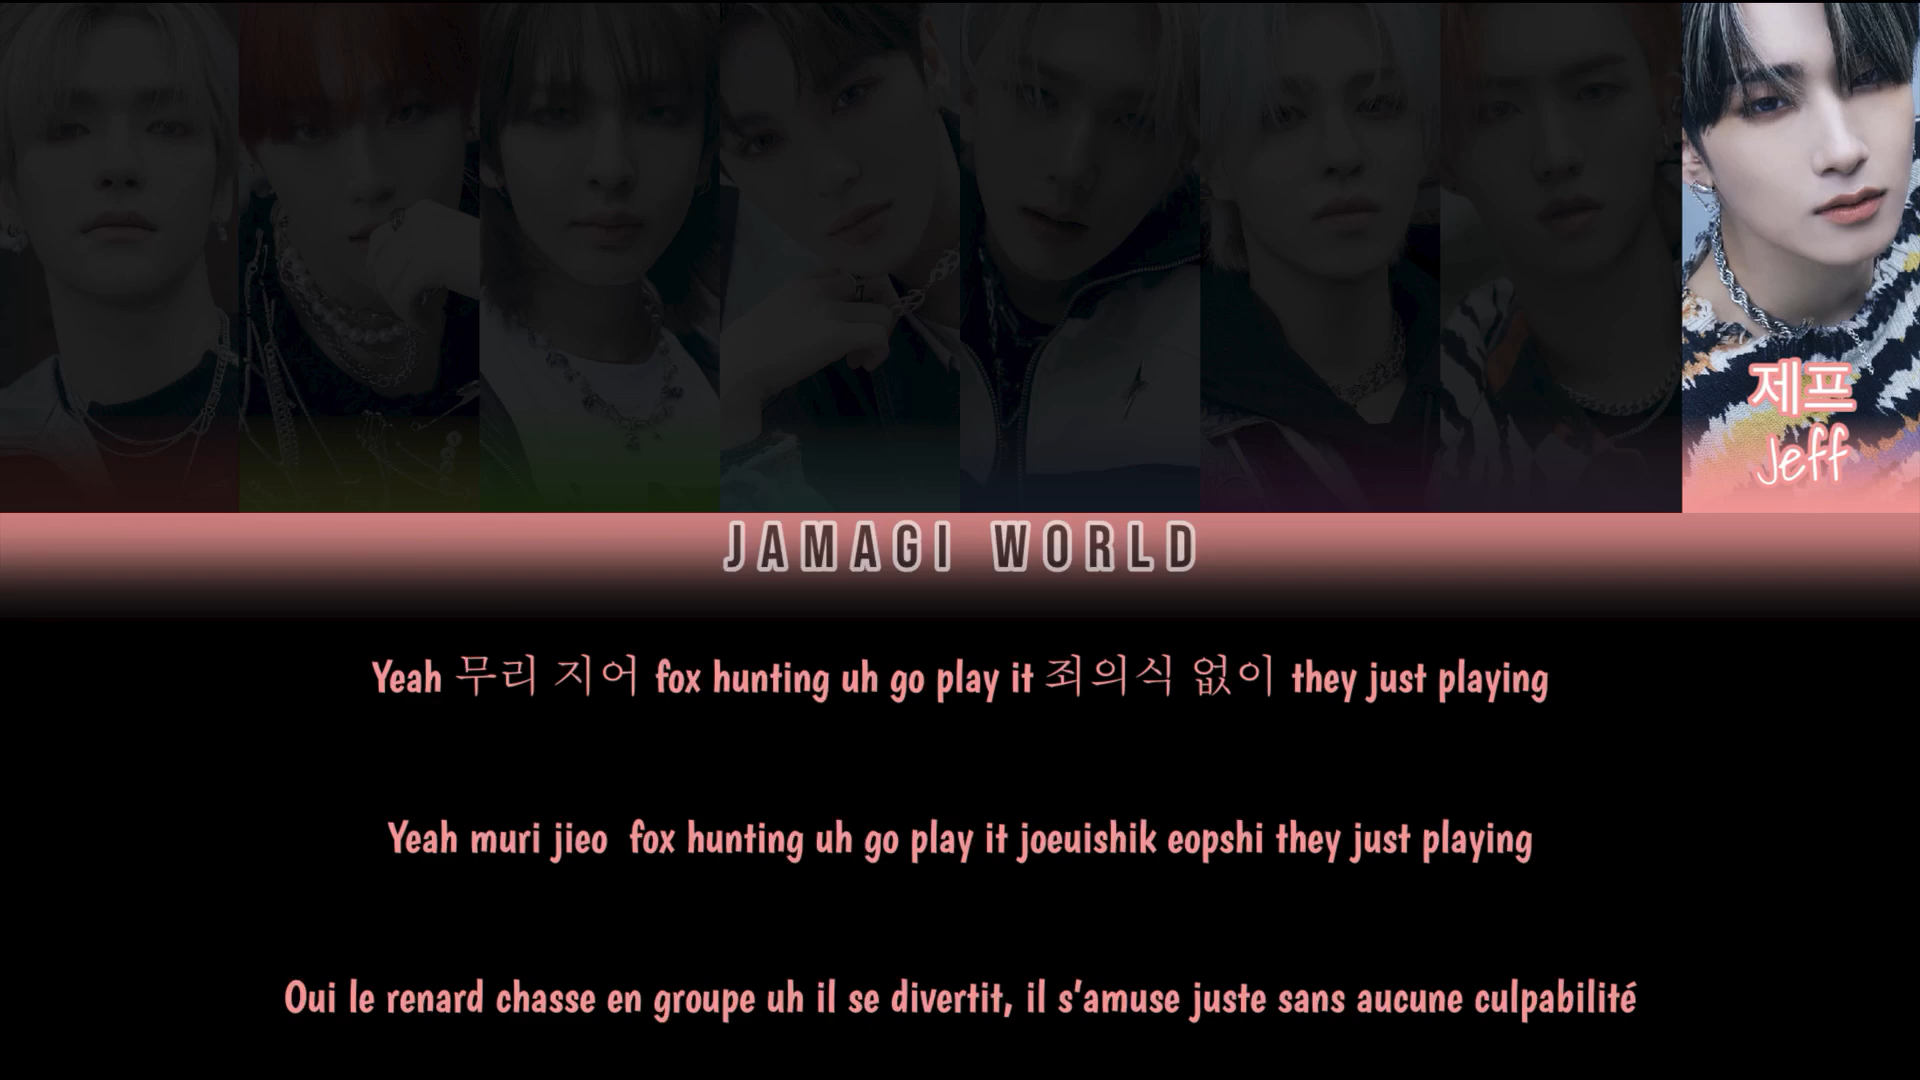 제프
Jeff
JAMAGI WORLD
Yeah 무리 지어 fox hunting uh go play it 죄의식 없이 they just playing
Yeah muri jieo  fox hunting uh go play it joeuishik eopshi they just playing
Oui le renard chasse en groupe uh il se divertit, il s'amuse juste sans aucune culpabilité